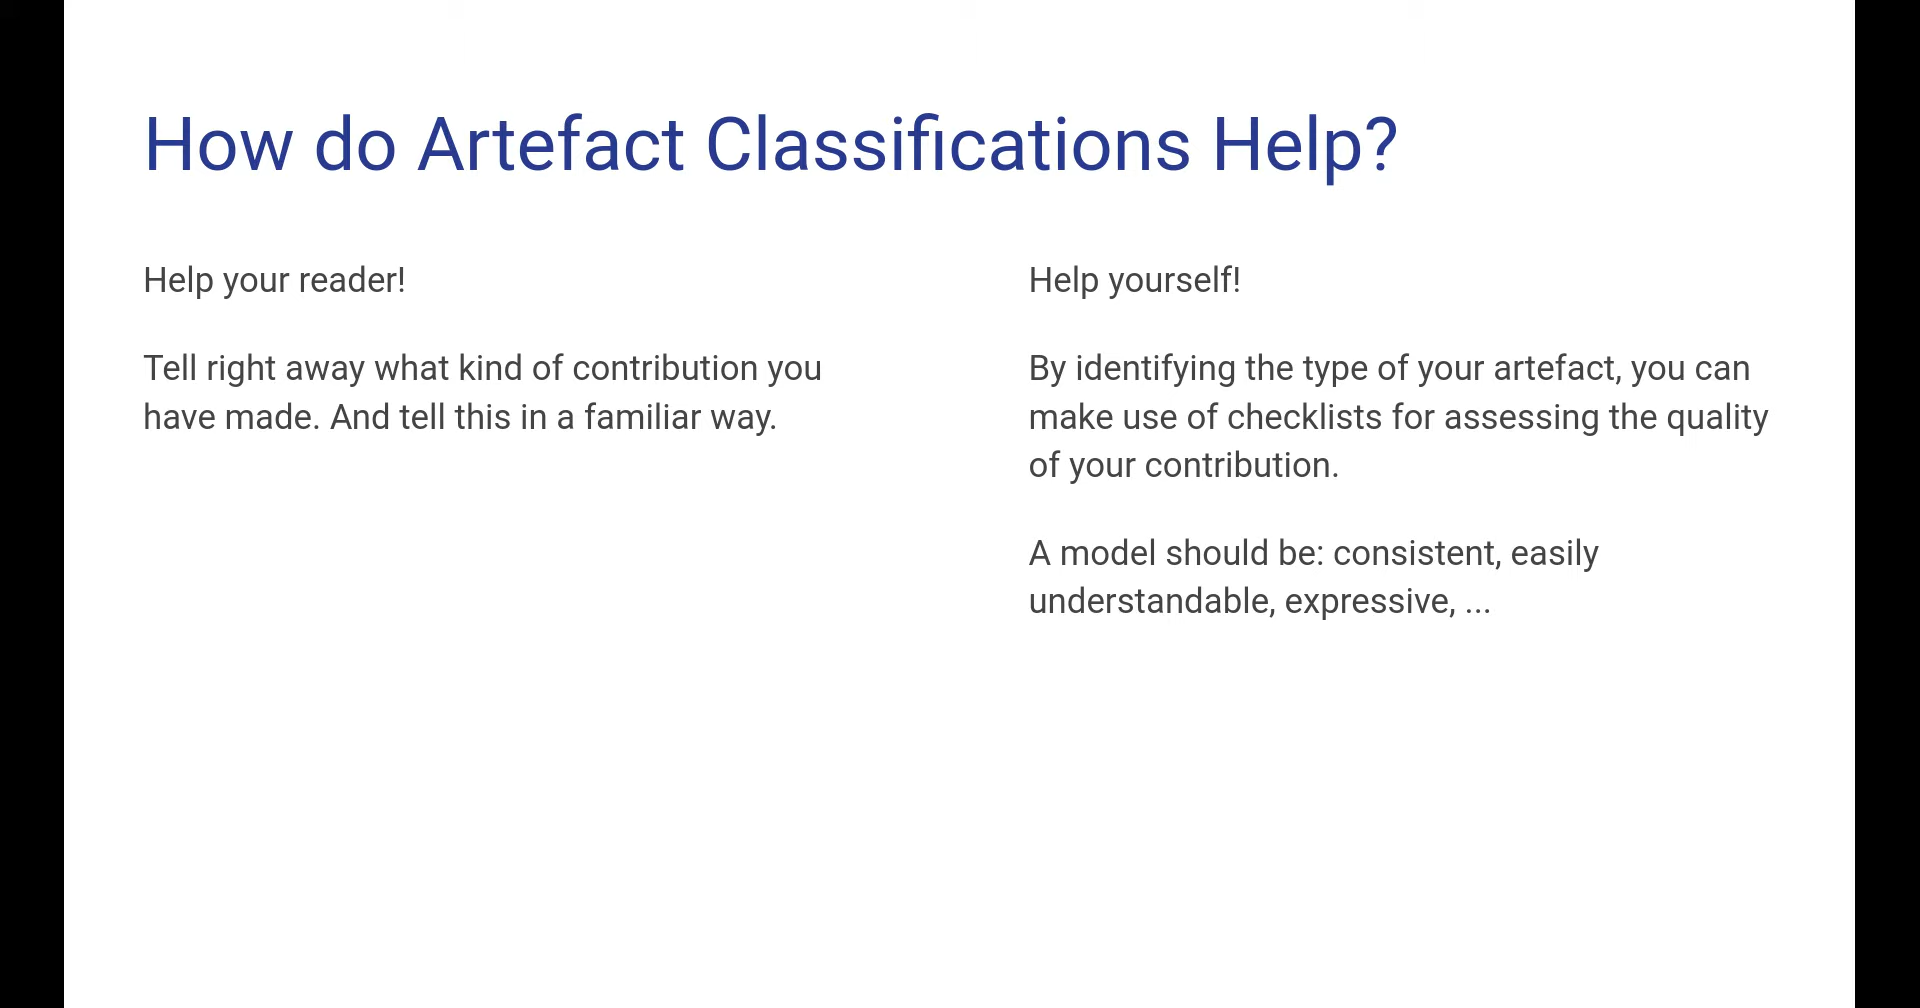 How do Artefact Classifications Help?
Help your reader!
Tell right away what kind of contribution you
have made. And tell this in a familiar way.
Help yourself!
By identifying the type of your artefact, you can
make use of checklists for assessing the quality
of your contribution.
A model should be: consistent, easily
understandable, expressive, ...